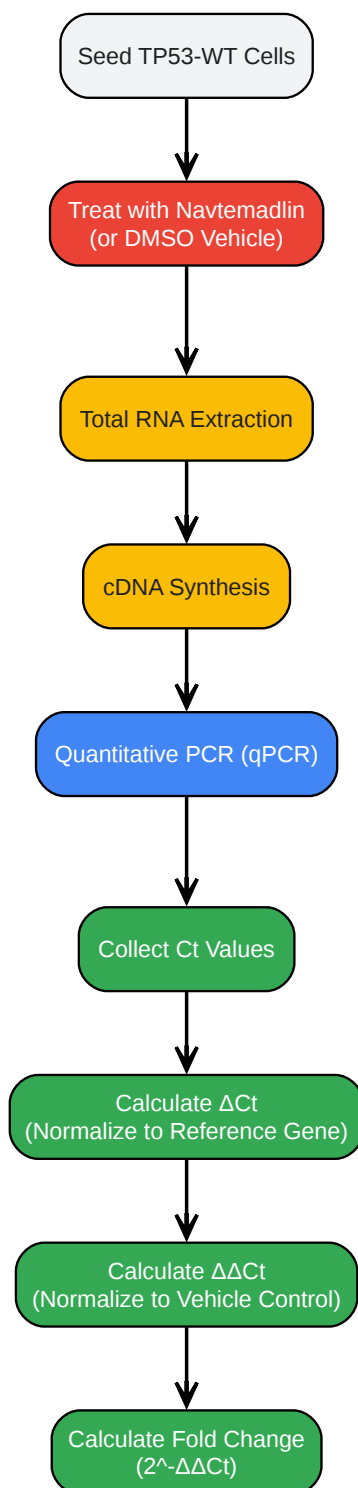 Seed TP53-WT Cells
Treat with Navtemadlin
(or DMSO Vehicle)
Total RNA Extraction
cDNA Synthesis
Quantitative PCR (qPCR)
Collect Ct Values
Calculate ΔCt
(Normalize to Reference Gene)
Calculate ΔΔCt
(Normalize to Vehicle Control)
Calculate Fold Change
(2^-ΔΔCt)